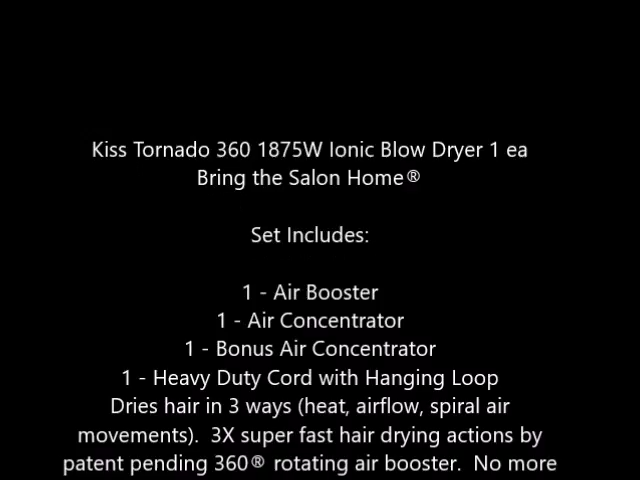 Kiss Tornado 360 1875W Ionic Blow Dryer 1 ea
Bring the Salon Home®
Set Includes:
1 - Air Booster
1 - Air Concentrator
1 - Bonus Air Concentrator
1 - Heavy Duty Cord with Hanging Loop
Dries hair in 3 ways (heat, airflow, spiral air
movements).  3X super fast hair drying actions by
patent pending 360® rotating air booster.  No more